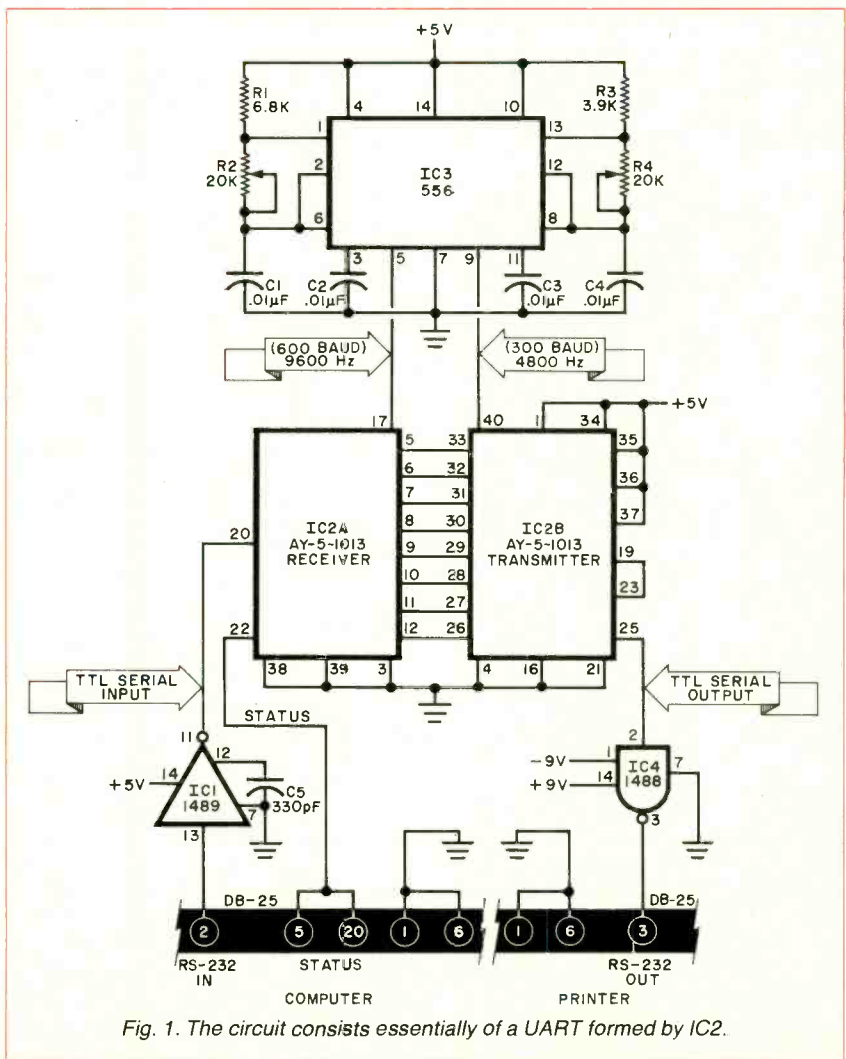 +5V
R1
6.8K
R3
3.9K
4
14
10
1
13
R2
20K
2
IC3
556
12
R4
20K
6
8
3
5
7
9
11
C1
.01µF
C2
.01µF
C3
.01µF
C4
.01µF
(600 BAUD)
9600 Hz
(300 BAUD)
4800 Hz
+5V
17
40
1
34
5
33
35
6
32
36
7
31
37
8
30
20
IC2A
AY-5-1013
RECEIVER
IC2B
AY-5-1013
TRANSMITTER
9
29
19
10
28
23
11
27
22
12
26
25
38
39
3
4
16
21
TTL SERIAL
INPUT
STATUS
TTL SERIAL
OUTPUT
11
12
2
+5V
14
IC1
1489
C5
330pF
7
13
-9V
1
+9V
14
IC4
1488
7
3
DB-25
DB-25
2
5
20
1
6
1
6
3
RS-232
IN
STATUS
RS-232
OUT
COMPUTER
PRINTER
Fig. 1. The circuit consists essentially of a UART formed by IC2.